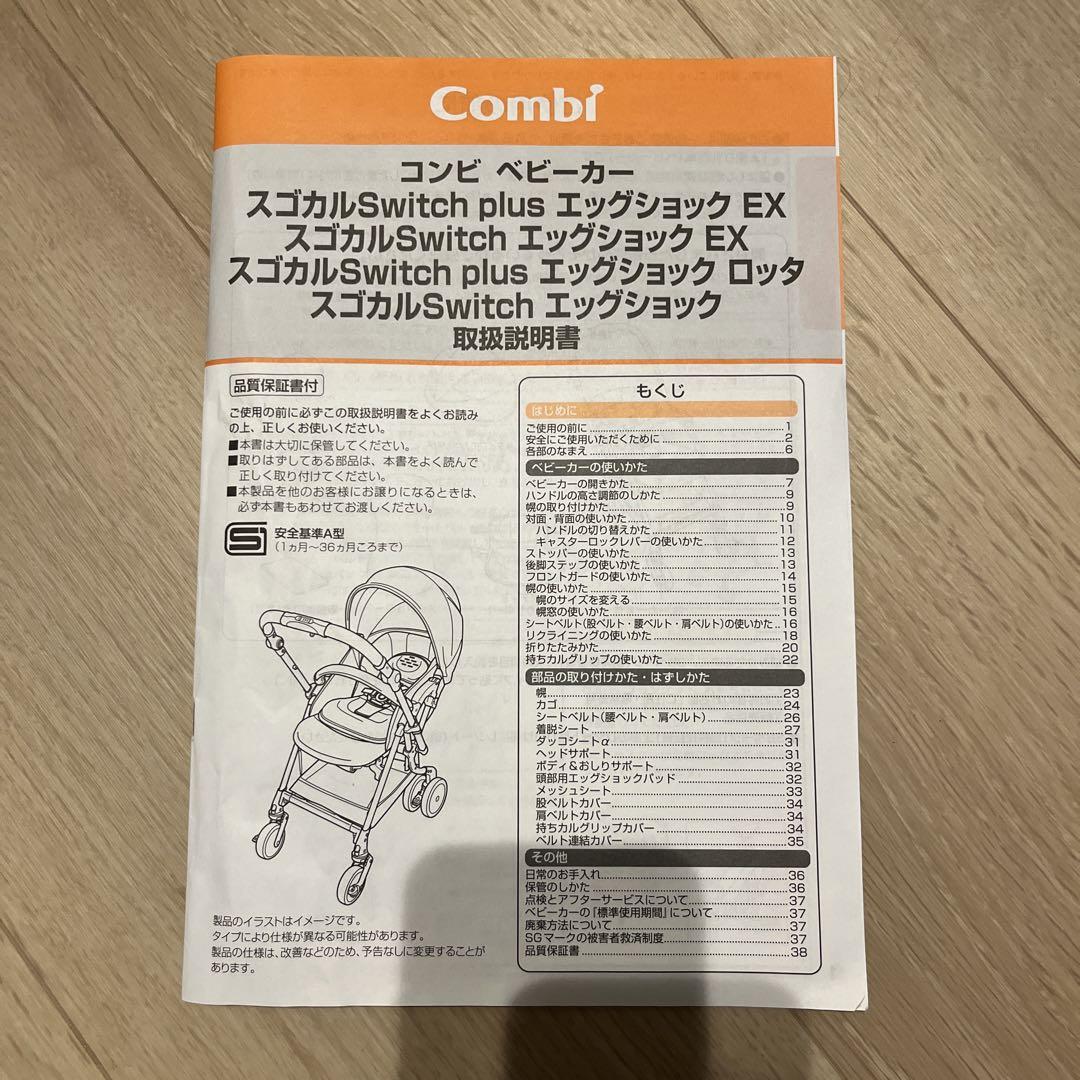 Combi
コンビ ベビーカー
スゴカルSwitch plus エッグショック EX
スゴカルSwitch エッグショック EX
スゴカルSwitch plus エッグショック ロッタ
スゴカルSwitch エッグショック
取扱説明書
品質保証書付
ご使用の前に必ずこの取扱説明書をよくお読み
の上、正しくお使いください。
■本書は大切に保管してください。
■取りはずしてある部品は、本書をよく読んで
正しく取り付けてください。
■本製品を他のお客様にお譲りになるときは、
必ず本書もあわせてお渡しください。
安全基準A型
(1ヵ月〜36ヵ月ころまで)
製品のイラストはイメージです。
タイプにより仕様が異なる可能性があります。
製品の仕様は、改善などのため、予告なしに変更することが
あります。
もくじ
はじめに
ご使用の前に 1
安全にご使用いただくために 2
各部のなまえ 6
ベビーカーの使いかた
ベビーカーの開きかた 7
ハンドルの高さ調節のしかた 9
幌の取り付けかた 9
対面・背面の使いかた 10
ハンドルの切り替えかた 11
キャスターロックレバーの使いかた 12
ストッパーの使いかた 13
後脚ステップの使いかた 13
フロントガードの使いかた 14
幌の使いかた 15
幌のサイズを変える 15
幌窓の使いかた 16
シートベルト(股ベルト・腰ベルト・肩ベルト)の使いかた 16
リクライニングの使いかた 18
折りたたみかた 20
持ちカルグリップの使いかた 22
部品の取り付けかた・はずしかた
幌 23
カゴ 24
シートベルト(腰ベルト・肩ベルト) 26
着脱シート 27
ダッコシートα 31
ヘッドサポート 31
ボディ&おしりサポート 32
頭部用エッグショックパッド 32
メッシュシート 33
股ベルトカバー 34
肩ベルトカバー 34
持ちカルグリップカバー 34
ベルト連結カバー 35
その他
日常のお手入れ 36
保管のしかた 36
点検とアフターサービスについて 37
ベビーカーの「標準使用期間」について 37
廃棄方法について 37
SGマークの被害者救済制度 37
品質保証書 38